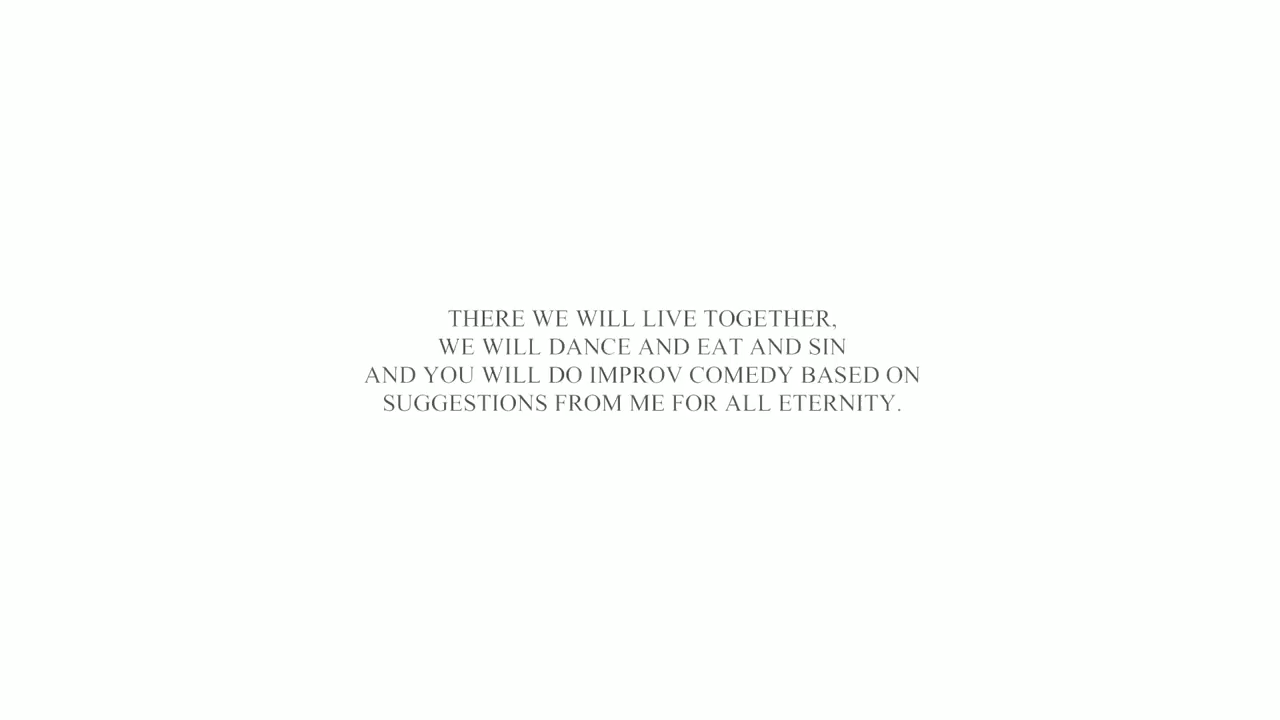 THERE WE WILL LIVE TOGETHER,
WE WILL DANCE AND EAT AND SIN
AND YOU WILL DO IMPROV COMEDY BASED ON
SUGGESTIONS FROM ME FOR ALL ETERNITY.